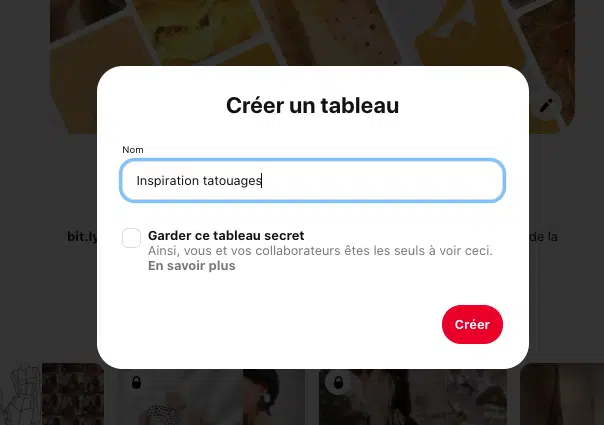 Créer un tableau
Nom
Inspiration tatouages
Garder ce tableau secret
Ainsi, vous et vos collaborateurs êtes les seuls à voir ceci.
En savoir plus
bit.ly
de la
Créer